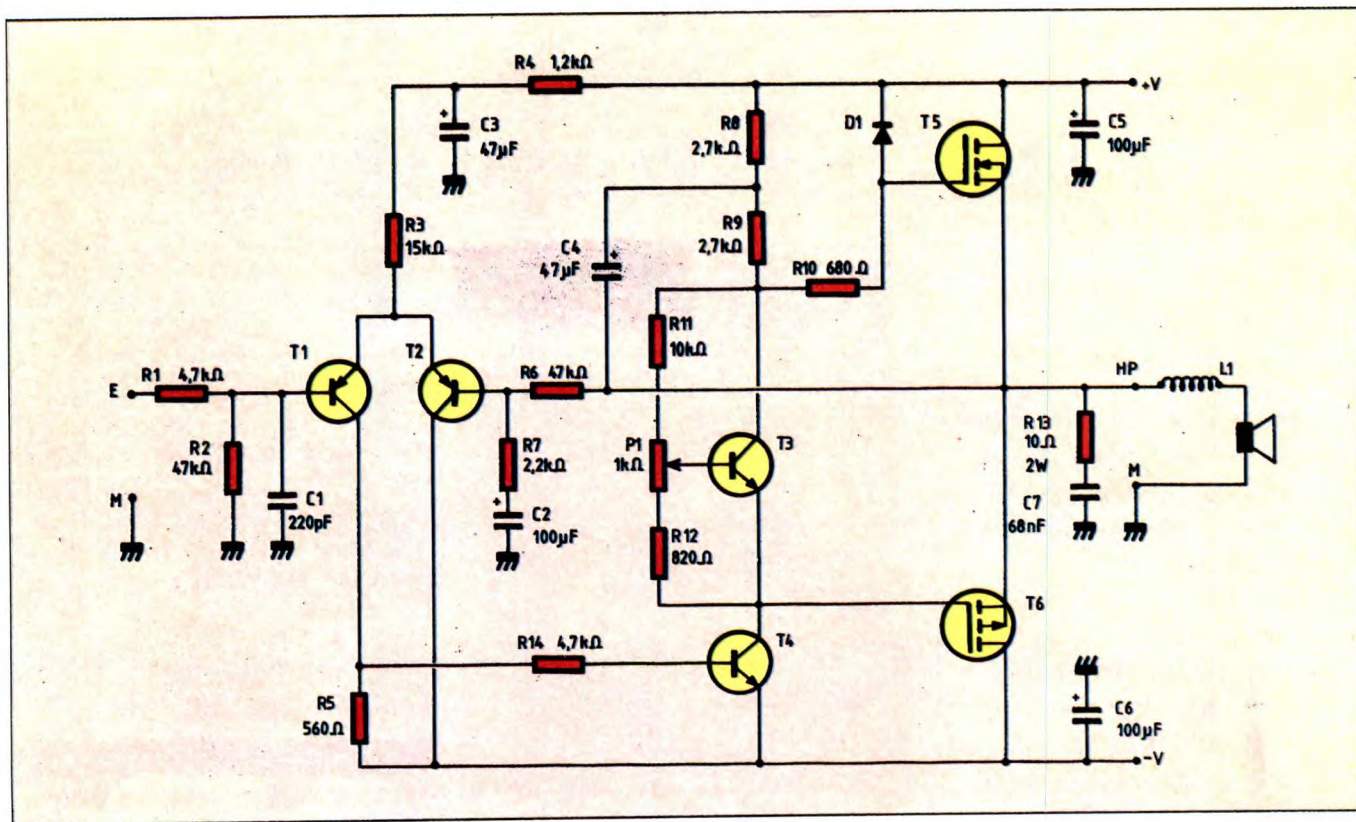 R4 1,2kΩ
+V
+
C3
47µF
R8
2,7kΩ
D1
T5
+
C5
100µF
R3
15kΩ
C4
47µF
+
R9
2,7kΩ
R10 680Ω
R11
10kΩ
T1
T2
E
R1 4,7kΩ
R6 47kΩ
HP
L1
R2
47kΩ
C1
220pF
R7
2,2kΩ
+
C2
100µF
P1
1kΩ
T3
R13
10Ω
2W
C7
68nF
M
M
R12
820Ω
T6
R14 4,7kΩ
T4
R5
560Ω
+
C6
100µF
-V